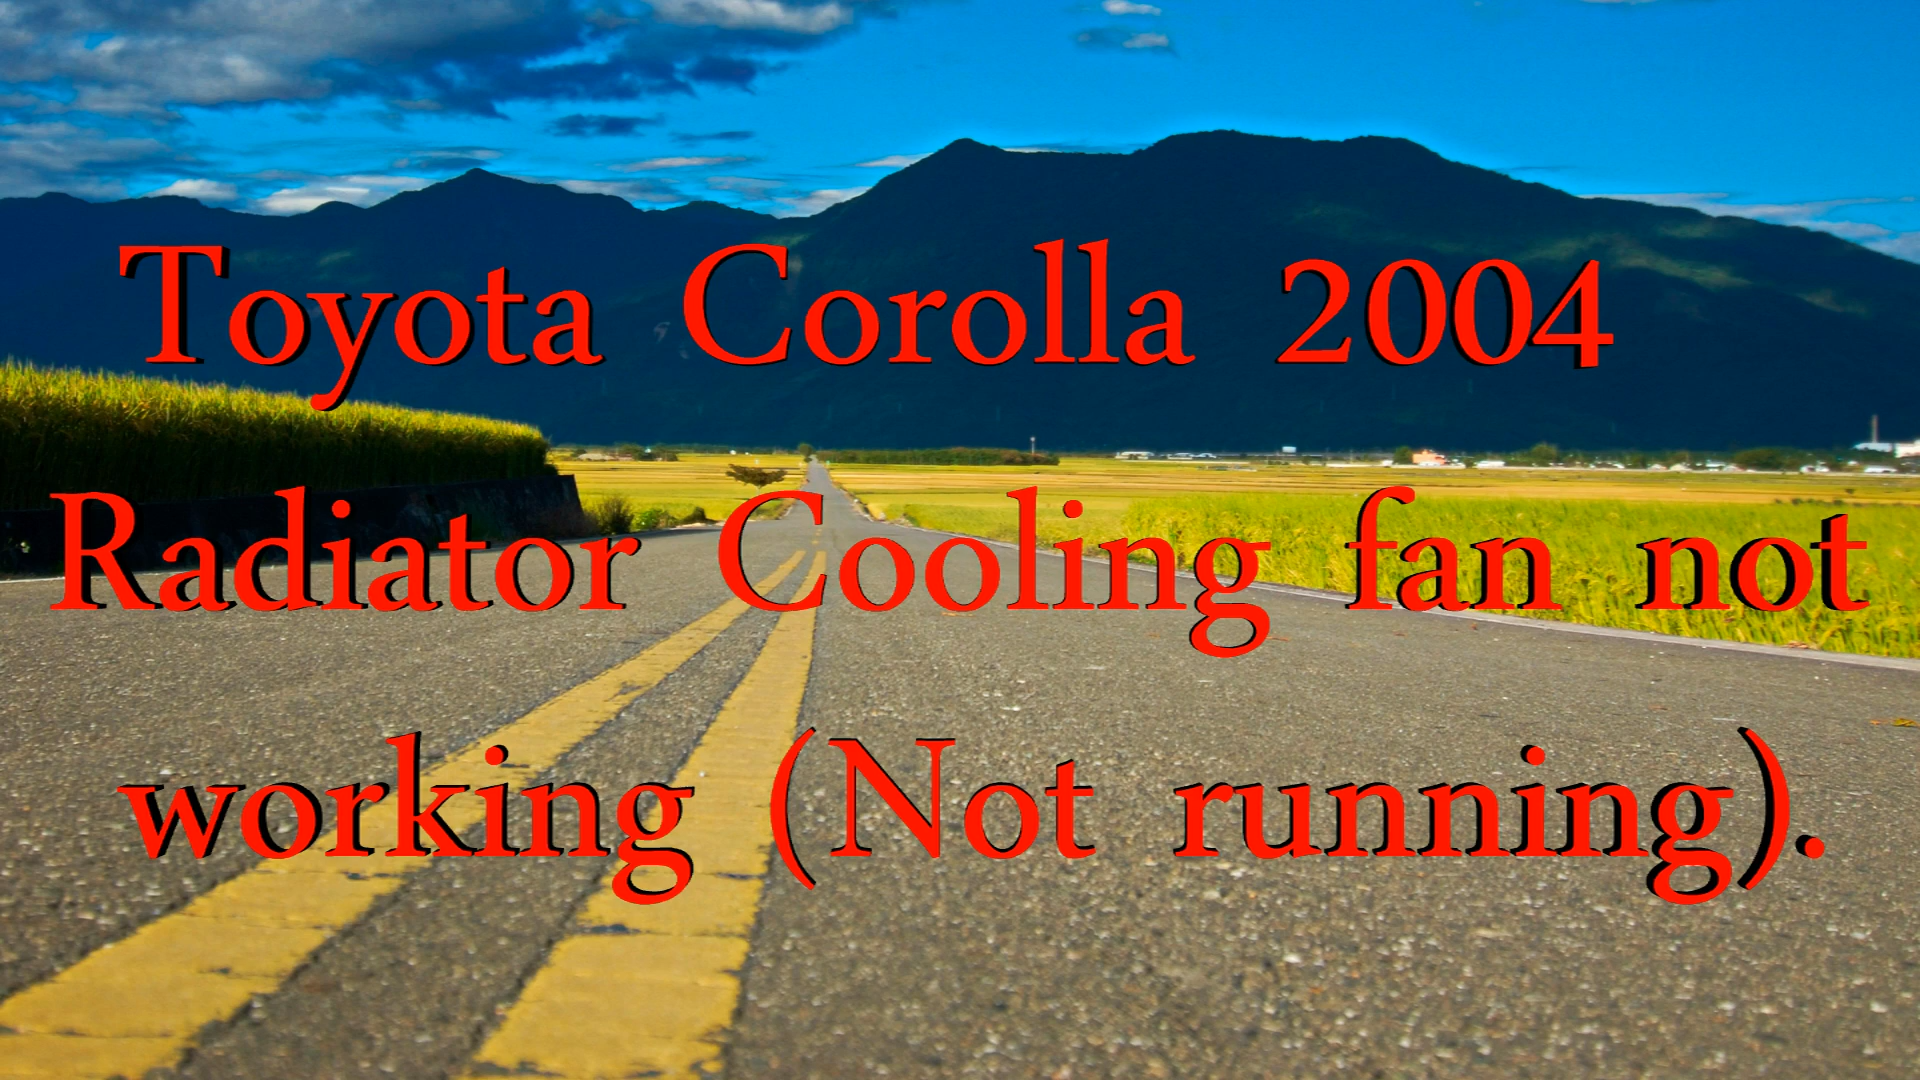 Toyota Corolla 2004
Radiator Cooling fan not
working (Not running).